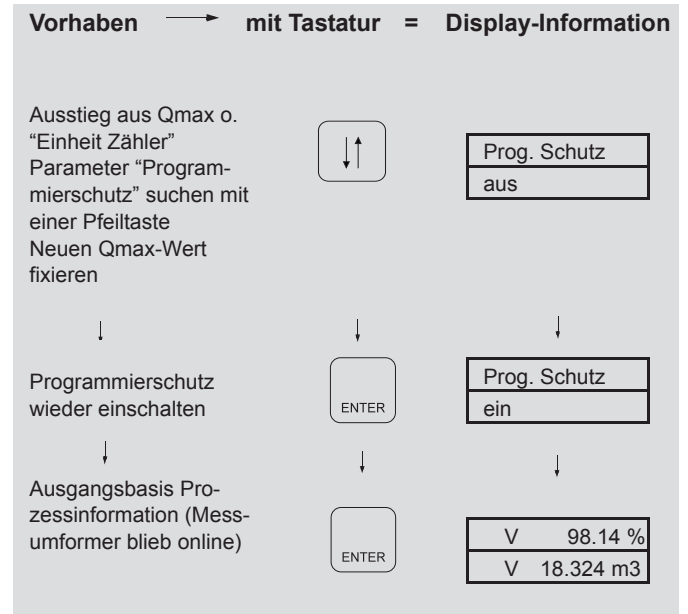 Vorhaben → mit Tastatur = Display-Information
Ausstieg aus Qmax o.
“Einheit Zähler”
Parameter “Program-
mierschutz” suchen mit
einer Pfeiltaste
Neuen Qmax-Wert
fixieren
↓↑
Prog. Schutz
aus
↓ ↓ ↓
Programmierschutz
wieder einschalten
ENTER
Prog. Schutz
ein
↓ ↓ ↓
Ausgangsbasis Pro-
zessinformation (Mess-
umformer blieb online)
ENTER
V 98.14 %
V 18.324 m3